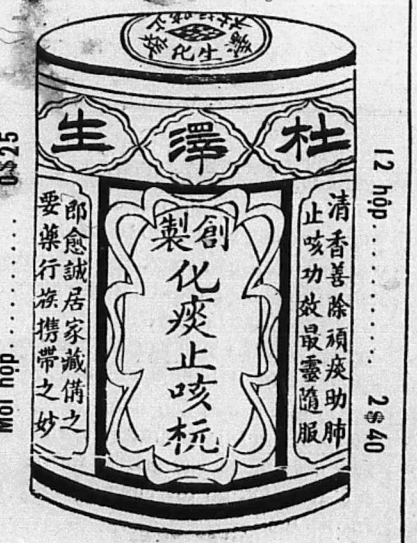 杜澤生
清香善除頑痰助肺
止咳功效最靈隨服
創製
化痰止咳杬
即愈誠居家藏備之
要藥行旅携帶之妙
Mỗi hộp........ 0$25
12 hộp........ 2$40